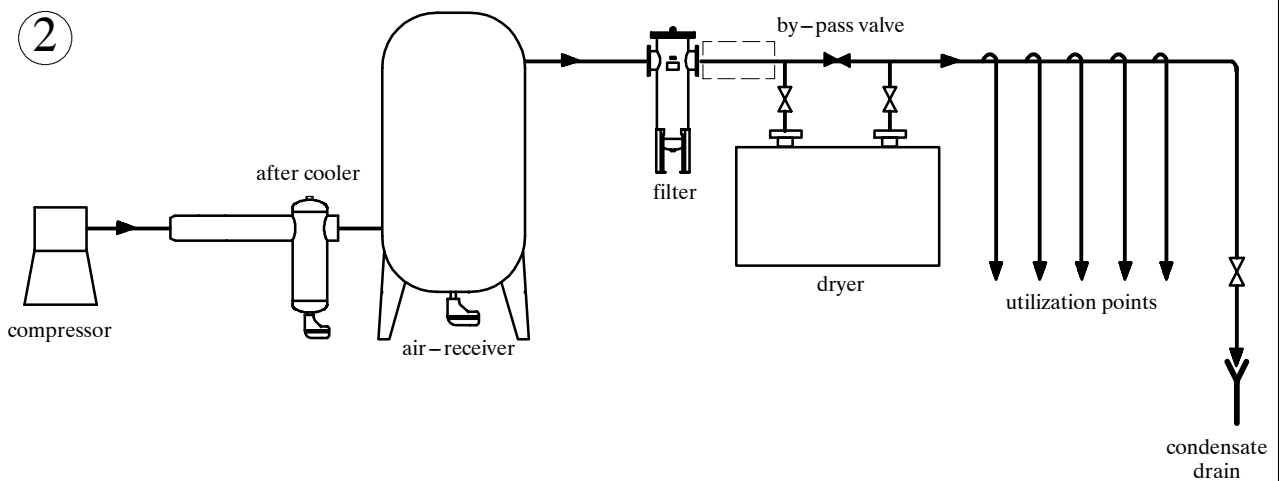 2
by-pass valve
after cooler
filter
dryer
utilization points
compressor
air-receiver
condensate
drain